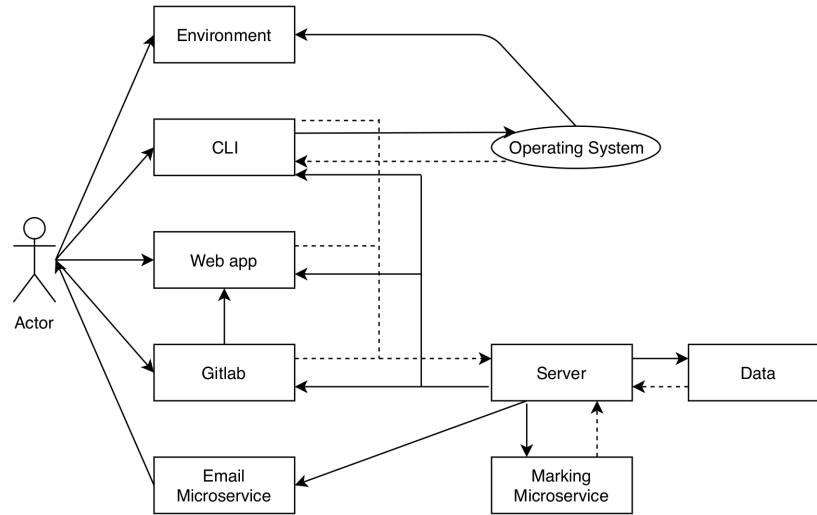 Environment
CLI
Operating System
Web app
Actor
Gitlab
Server
Data
Email
Microservice
Marking
Microservice